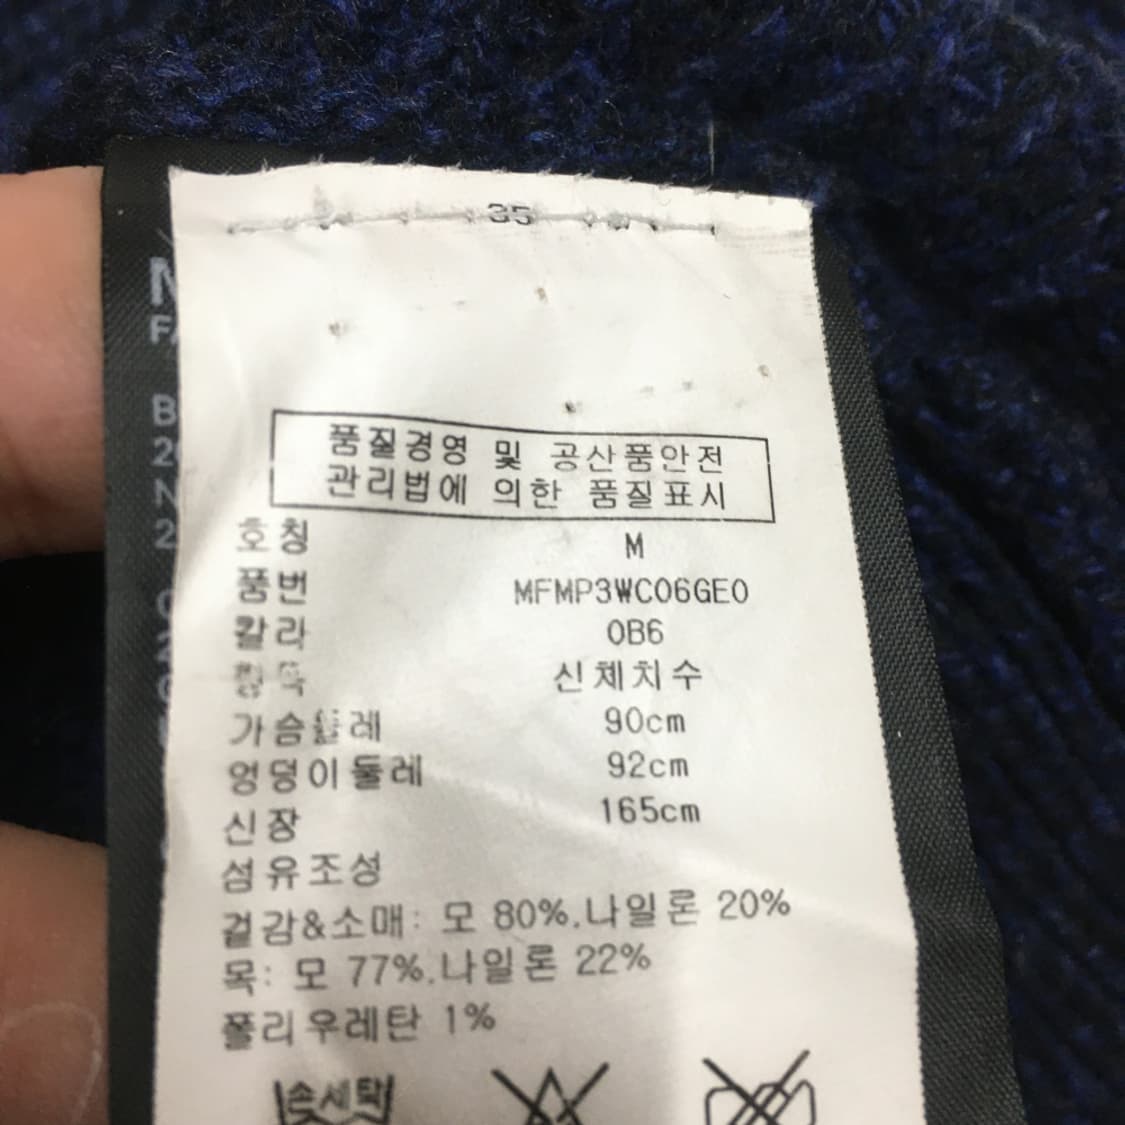 35
품질경영 및 공산품안전
관리법에 의한 품질표시
호칭 M
품번 MFMP3WC06GE0
칼라 0B6
항목 신체치수
가슴둘레 90cm
엉덩이둘레 92cm
신장 165cm
섬유조성
겉감&소매: 모 80%.나일론 20%
목: 모 77%.나일론 22%
폴리우레탄 1%
손세탁